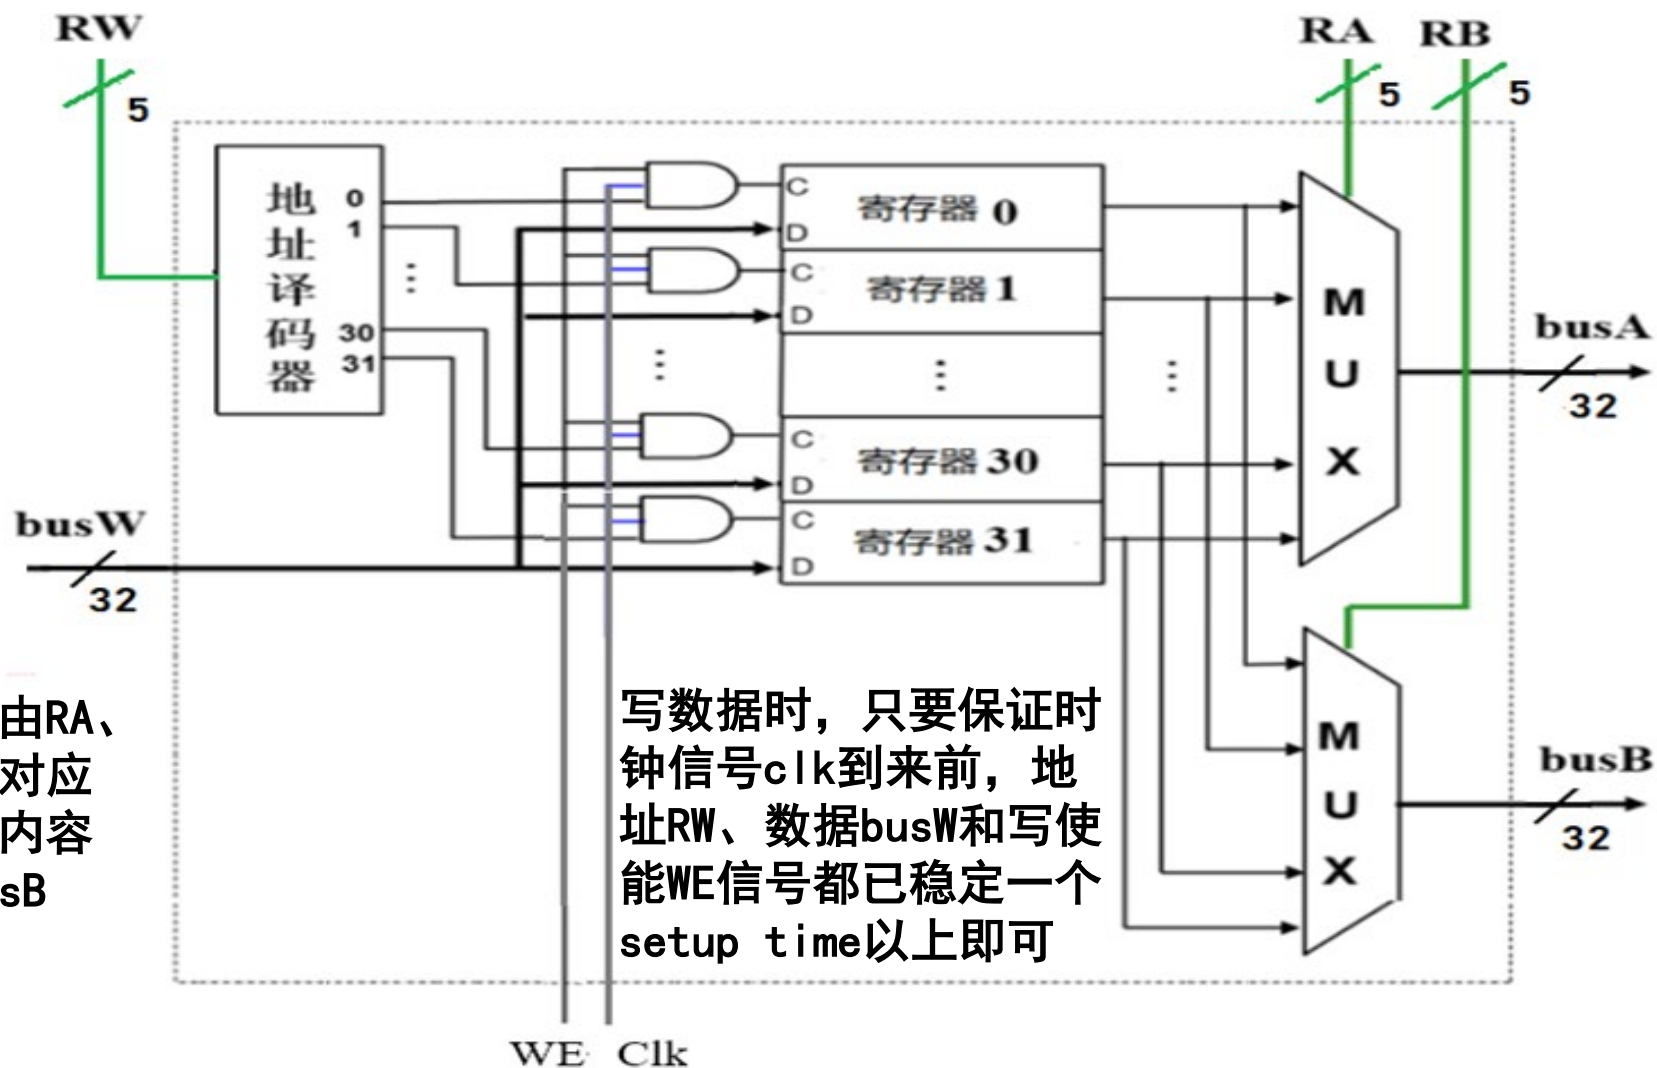 RW
RA
RB
5
5
5
地址译码器
0
1
30
31
C
D
寄存器 0
C
D
寄存器 1
C
D
寄存器 30
C
D
寄存器 31
MUX
busA
32
busW
32
MUX
busB
32
由RA、
对应
内容
sB
写数据时，只要保证时
钟信号clk到来前，地
址RW、数据busW和写使
能WE信号都已稳定一个
setup time以上即可
WE
Clk